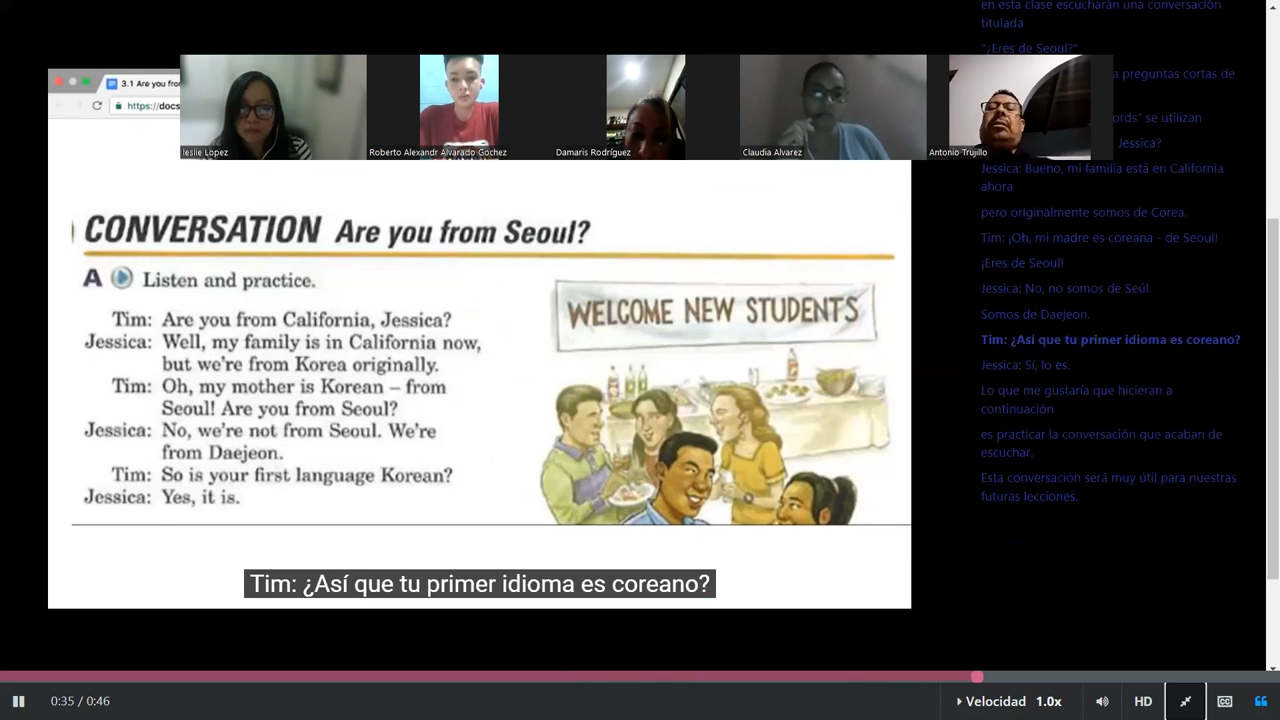 en esta clase escucharán una conversación
titulada
"¿Eres de Seoul?"
a preguntas cortas de
3.1 Are you fro
https://docs
ords" se utilizan
Jessica?
leslie Lopez
Roberto Alexandr Alvarado Gochez
Damaris Rodríguez
Claudia Alvarez
Antonio Trujillo
Jessica: Bueno, mi familia está en California
ahora
pero originalmente somos de Corea.
Tim: ¡Oh, mi madre es coreana - de Seoul!
¡Eres de Seoul!
Jessica: No, no somos de Seúl
Somos de Daejeon.
Tim: ¿Así que tu primer idioma es coreano?
Jessica: Sí, lo es.
Lo que me gustaría que hicieran a
continuación
es practicar la conversación que acaban de
escuchar.
Esta conversación será muy útil para nuestras
futuras lecciones.
CONVERSATION Are you from Seoul?
A Listen and practice.
Tim: Are you from California, Jessica?
Jessica: Well, my family is in California now,
but we're from Korea originally.
Tim: Oh, my mother is Korean – from
Seoul! Are you from Seoul?
Jessica: No, we're not from Seoul. We're
from Daejeon.
Tim: So is your first language Korean?
Jessica: Yes, it is.
WELCOME NEW STUDENTS
Tim: ¿Así que tu primer idioma es coreano?
0:35 / 0:46
Velocidad 1.0x
HD
CC